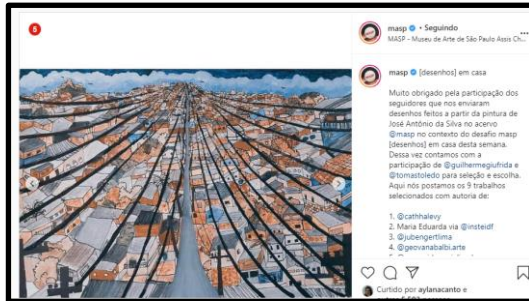 5
masp • Seguindo
MASP - Museu de Arte de São Paulo Assis Ch...
masp [desenhos] em casa
Muito obrigado pela participação dos
seguidores que nos enviaram
desenhos feitos a partir da pintura de
José Antônio da Silva no acervo
@masp no contexto do desafio masp
[desenhos] em casa desta semana.
Dessa vez contamos com a
participação de @guilhermegiufrida e
@tomastoledo para seleção e escolha.
Aqui nós postamos os 9 trabalhos
selecionados com autoria de:
1. @cathhalevy
2. Maria Eduarda via @insteidf
3. @jubengertlima
4. @geovanabalbi.arte
Curtido por aylanacanto e